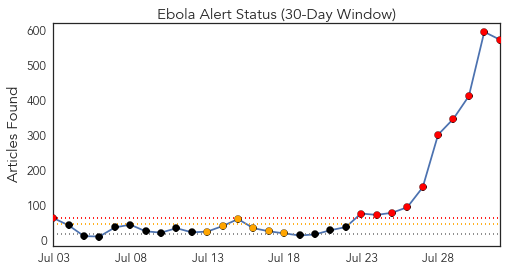 Ebola Alert Status (30-Day Window)
Articles Found
600
500
400
300
200
100
0
Jul 03
Jul 08
Jul 13
Jul 18
Jul 23
Jul 28